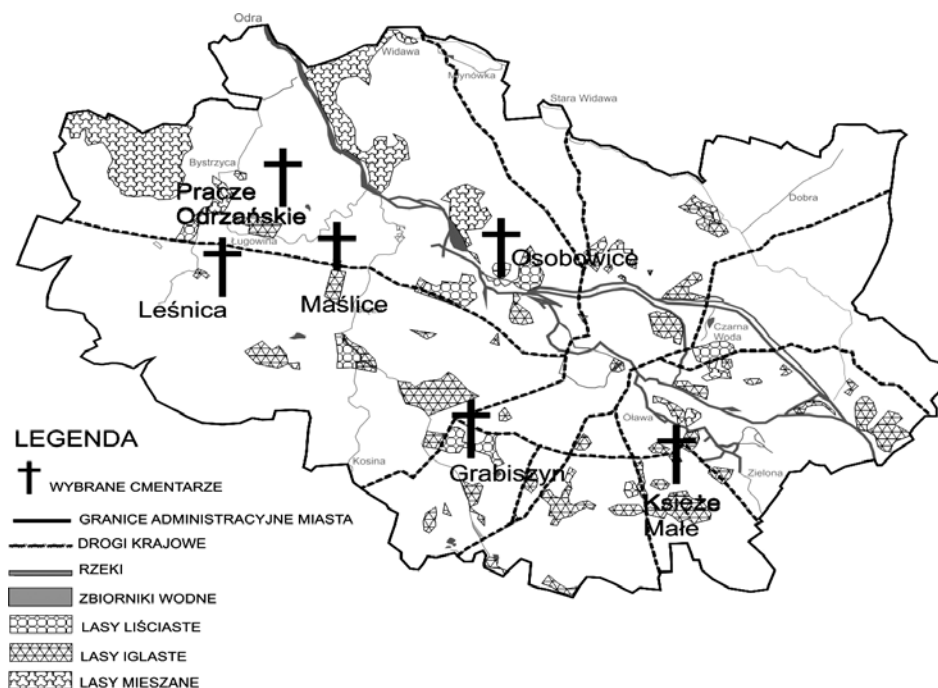 Odra
Widawa
Młynówka
Stara Widawa
Bystrzyca
Pracze
Odrzańskie
Dobra
Ługowina
Osobowice
Leśnica
Maślice
Czarna
Woda
Oława
LEGENDA
Kosina
Grabiszyn
Zielona
WYBRANE CMENTARZE
Księże
Małe
GRANICE ADMINISTRACYJNE MIASTA
DROGI KRAJOWE
RZEKI
ZBIORNIKI WODNE
LASY LIŚCIASTE
LASY IGLASTE
LASY MIESZANE